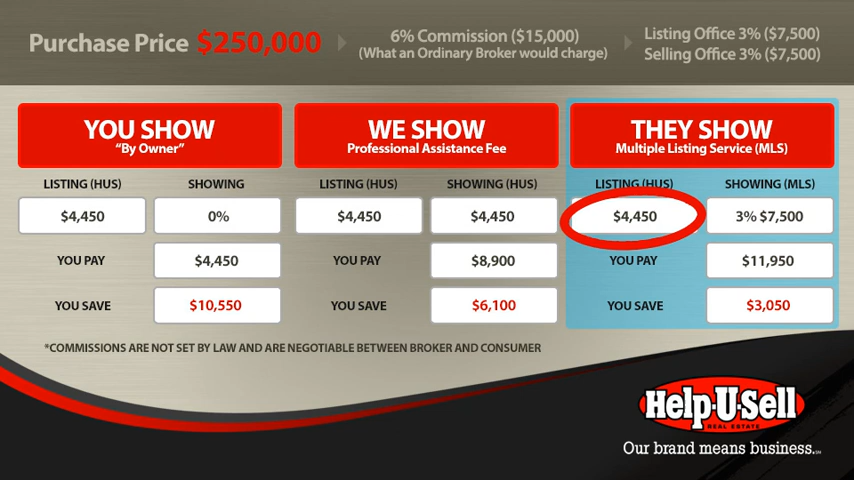 Purchase Price $250,000
6% Commission ($15,000)
(What an Ordinary Broker would charge)
Listing Office 3% ($7,500)
Selling Office 3% ($7,500)
YOU SHOW
"By Owner"
LISTING (HUS) SHOWING
$4,450 0%
YOU PAY $4,450
YOU SAVE $10,550
WE SHOW
Professional Assistance Fee
LISTING (HUS) SHOWING (HUS)
$4,450 $4,450
YOU PAY $8,900
YOU SAVE $6,100
THEY SHOW
Multiple Listing Service (MLS)
LISTING (HUS) SHOWING (MLS)
$4,450 3% $7,500
YOU PAY $11,950
YOU SAVE $3,050
*COMMISSIONS ARE NOT SET BY LAW AND ARE NEGOTIABLE BETWEEN BROKER AND CONSUMER
Help-U-Sell
REAL ESTATE
Our brand means business.℠